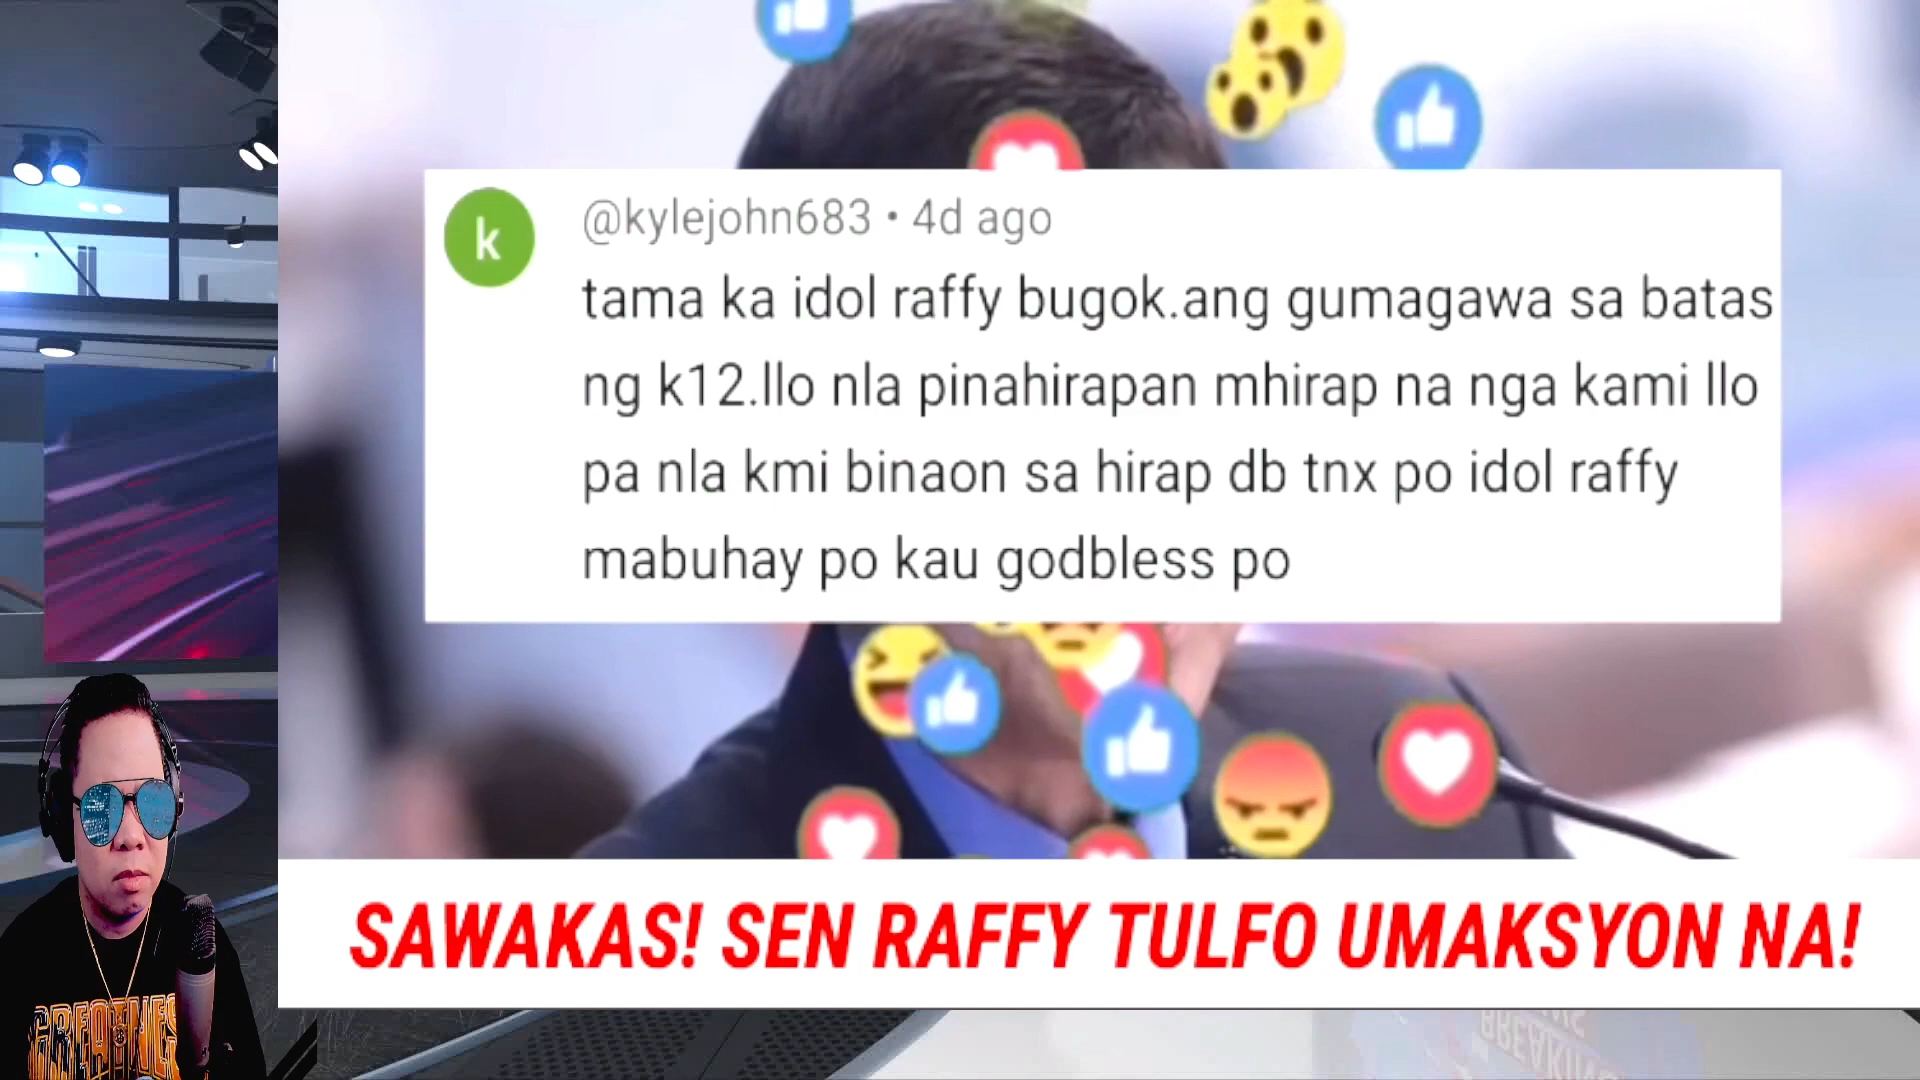 k
@kylejohn683 • 4d ago
tama ka idol raffy bugok.ang gumagawa sa batas
ng k12.llo nla pinahirapan mhirap na nga kami llo
pa nla kmi binaon sa hirap db tnx po idol raffy
mabuhay po kau godbless po
SAWAKAS! SEN RAFFY TULFO UMAKSYON NA!
GREATNES
BREAKING